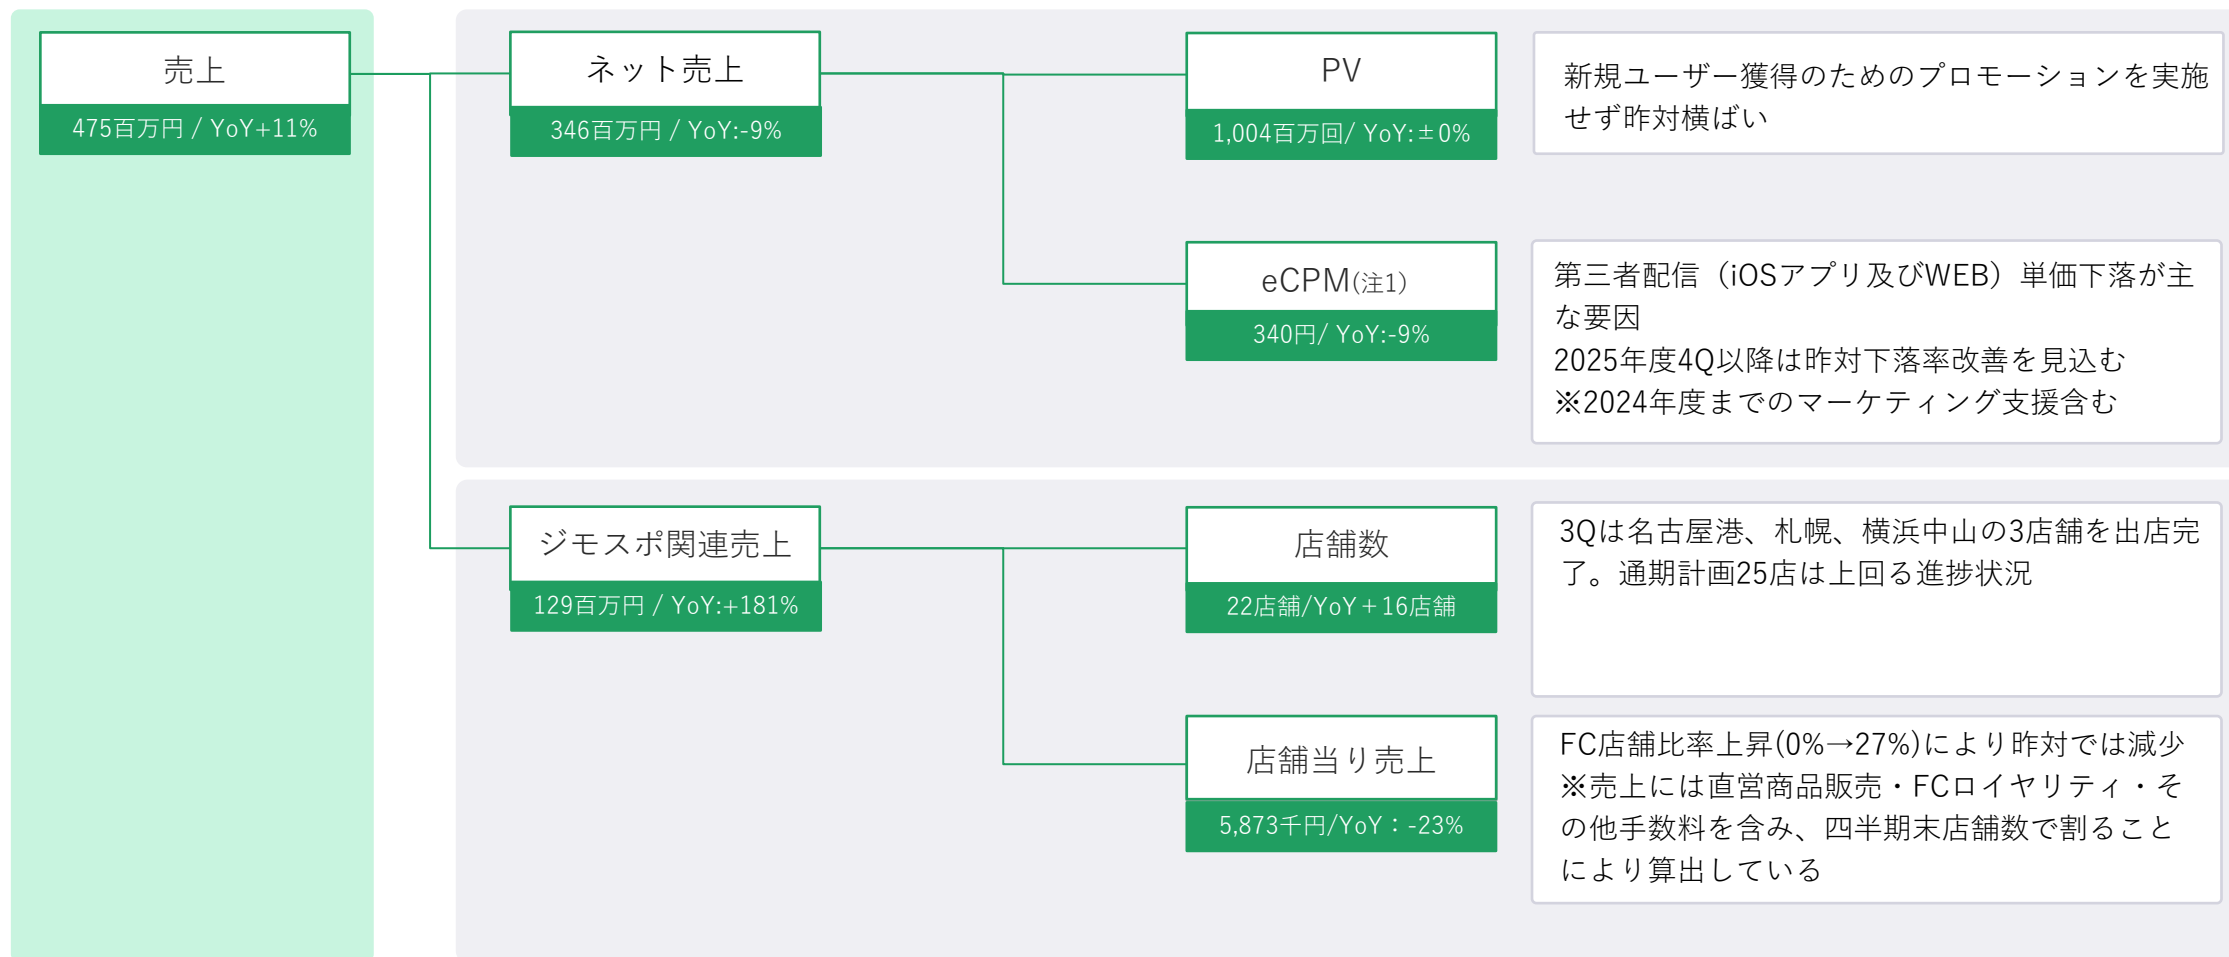 売上
475百万円 / YoY+11%
ネット売上
346百万円 / YoY:-9%
PV
1,004百万回/ YoY:±0%
新規ユーザー獲得のためのプロモーションを実施
せず昨対横ばい
eCPM(注1)
340円/ YoY:-9%
第三者配信（iOSアプリ及びWEB）単価下落が主
な要因
2025年度4Q以降は昨対下落率改善を見込む
※2024年度までのマーケティング支援含む
ジモスポ関連売上
129百万円 / YoY:+181%
店舗数
22店舗/YoY＋16店舗
3Qは名古屋港、札幌、横浜中山の3店舗を出店完
了。通期計画25店は上回る進捗状況
店舗当り売上
5,873千円/YoY：-23%
FC店舗比率上昇(0%→27%)により昨対では減少
※売上には直営商品販売・FCロイヤリティ・そ
の他手数料を含み、四半期末店舗数で割ること
により算出している